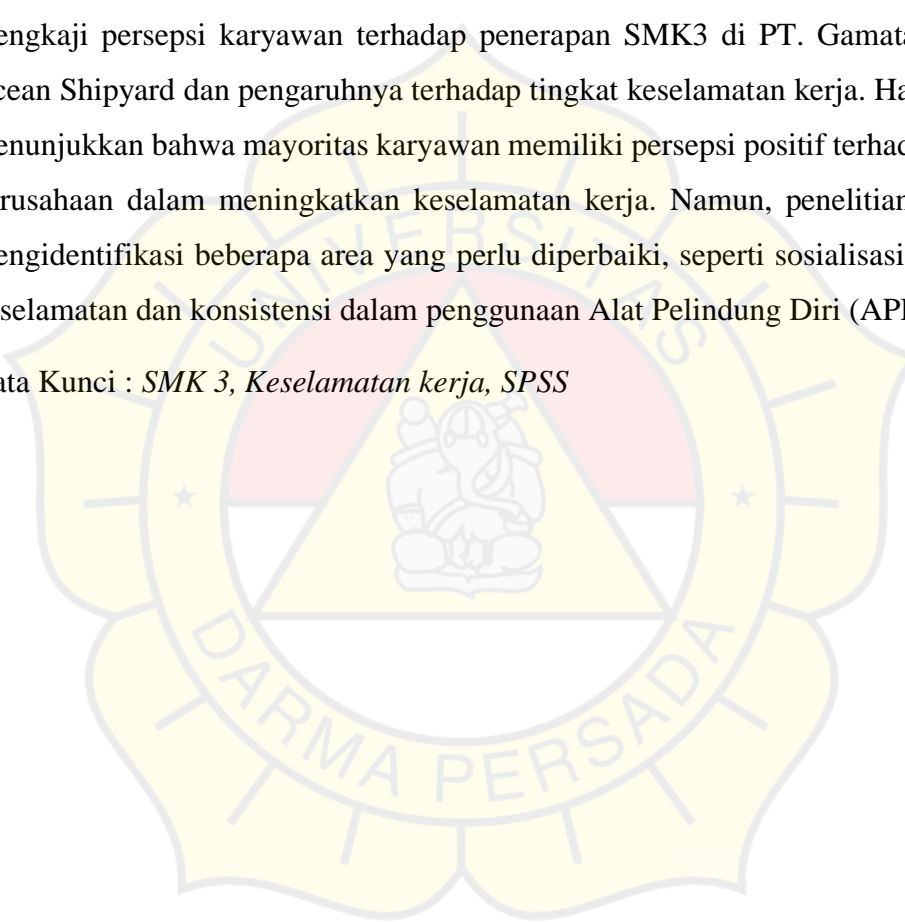 engkaji persepsi karyawan terhadap penerapan SMK3 di PT. Gamata
cean Shipyard dan pengaruhnya terhadap tingkat keselamatan kerja. Ha
enunjukkan bahwa mayoritas karyawan memiliki persepsi positif terhad
rusahaan dalam meningkatkan keselamatan kerja. Namun, penelitian
engidentifikasi beberapa area yang perlu diperbaiki, seperti sosialisasi
selamatan dan konsistensi dalam penggunaan Alat Pelindung Diri (API
ata Kunci : SMK 3, Keselamatan kerja, SPSS
UNIVERSITAS
DARMA PERSADA